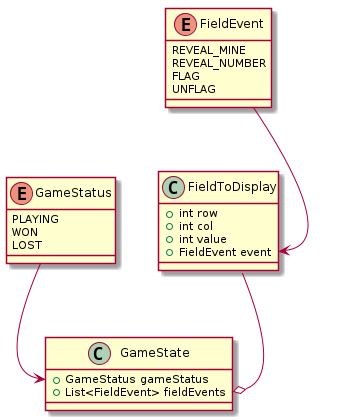 E FieldEvent
REVEAL_MINE
REVEAL_NUMBER
FLAG
UNFLAG
E GameStatus
PLAYING
WON
LOST
C FieldToDisplay
int row
int col
int value
FieldEvent event
C GameState
GameStatus gameStatus
List<FieldEvent> fieldEvents